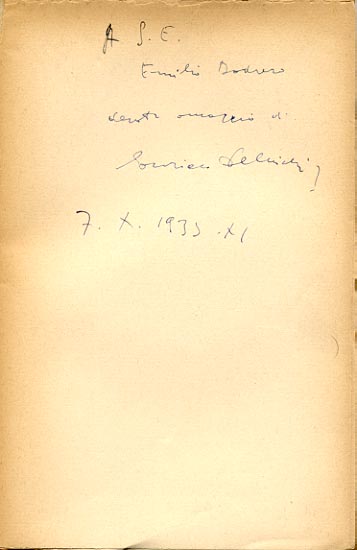 A S. E.
Emilio Bodrero
devoto omaggio di
7. X. 1933. XI